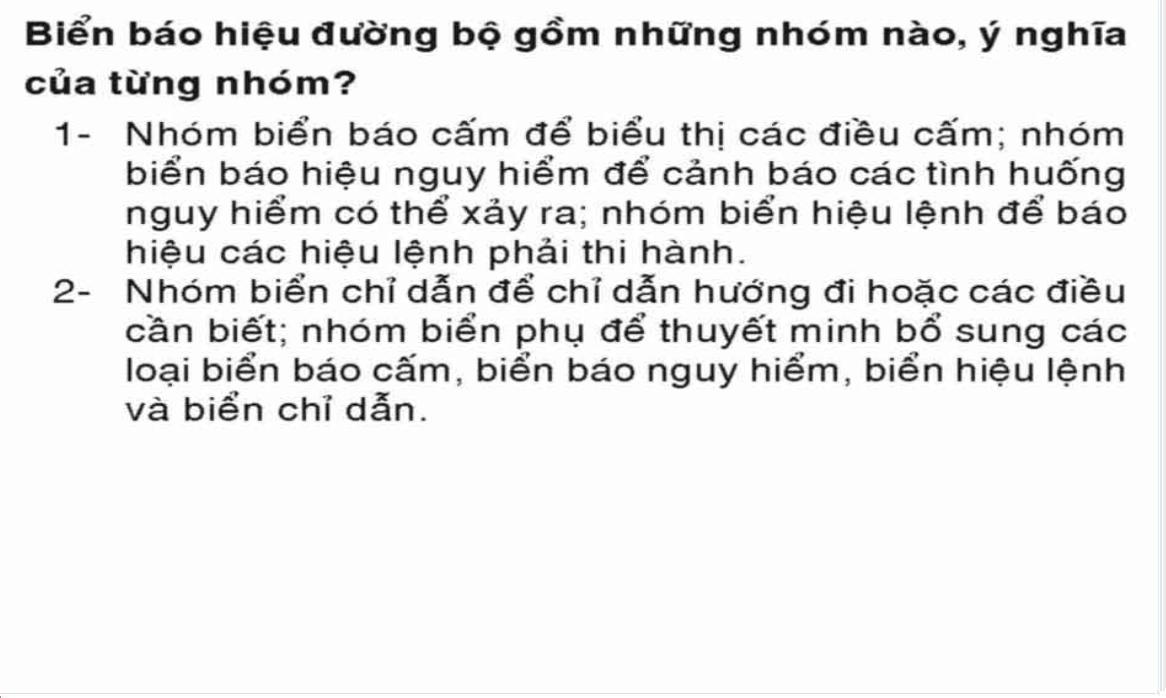 Biển báo hiệu đường bộ gồm những nhóm nào, ý nghĩa
của từng nhóm?
1- Nhóm biển báo cấm để biểu thị các điều cấm; nhóm
biển báo hiệu nguy hiểm để cảnh báo các tình huống
nguy hiểm có thể xảy ra; nhóm biển hiệu lệnh để báo
hiệu các hiệu lệnh phải thi hành.
2- Nhóm biển chỉ dẫn để chỉ dẫn hướng đi hoặc các điều
cần biết; nhóm biển phụ để thuyết minh bổ sung các
loại biển báo cấm, biển báo nguy hiểm, biển hiệu lệnh
và biển chỉ dẫn.